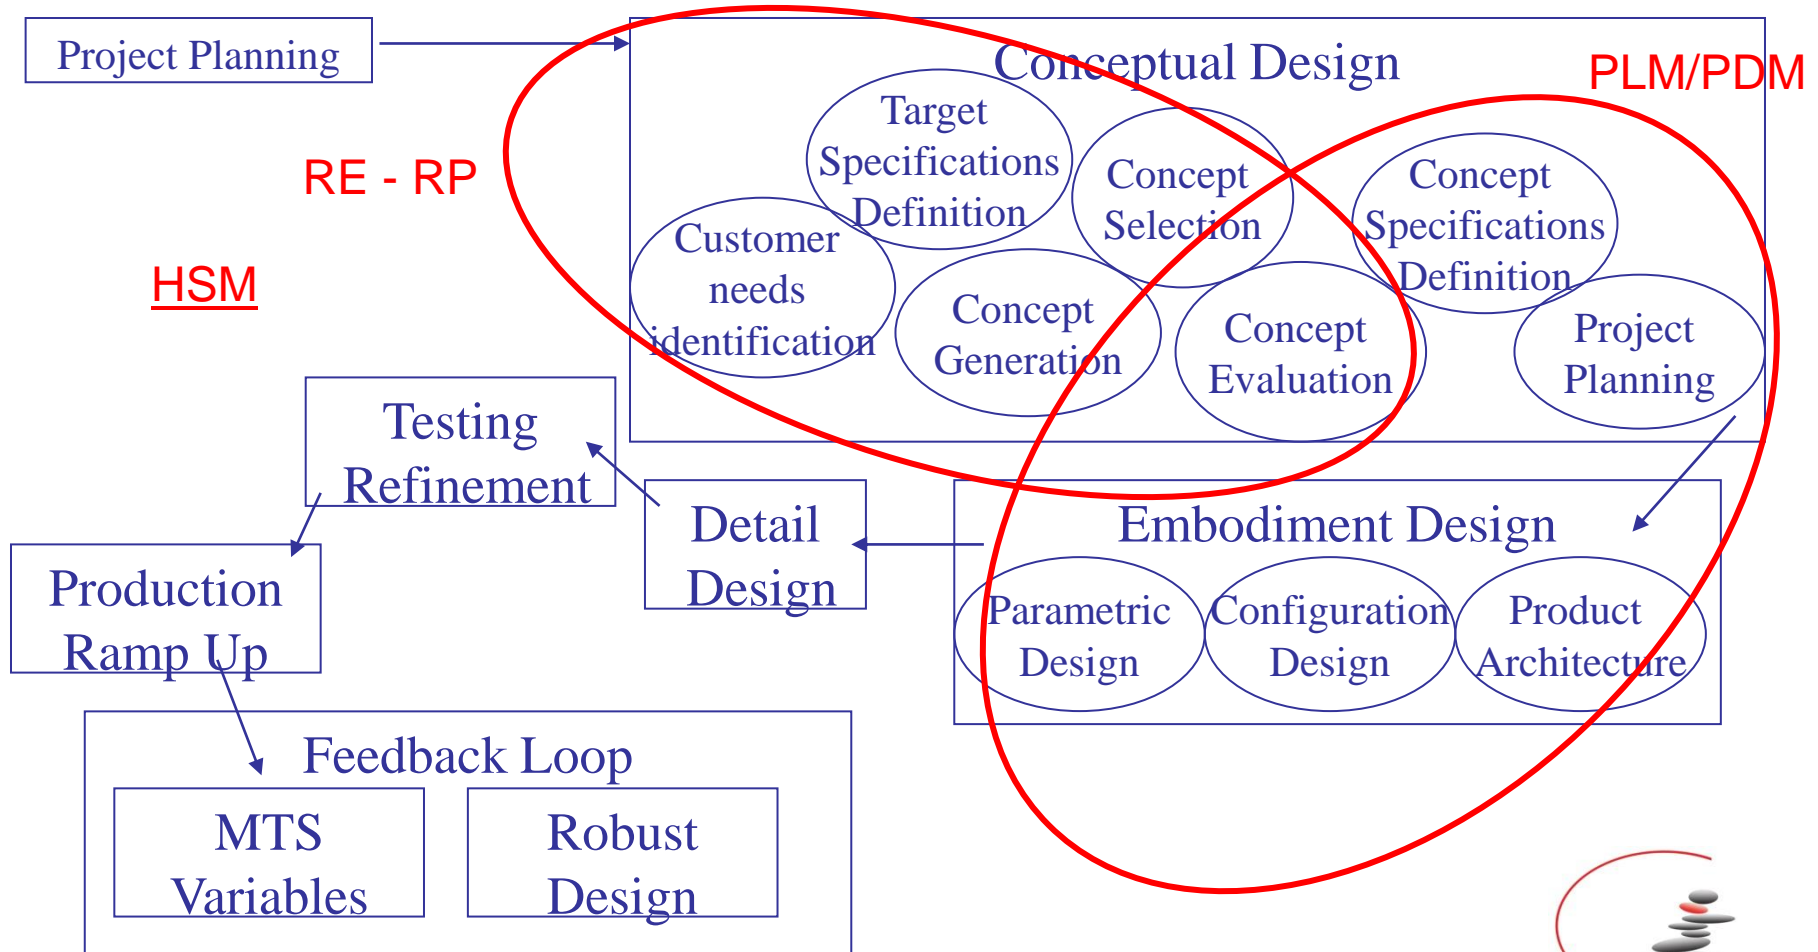 Project Planning
Conceptual Design
PLM/PDM
RE - RP
HSM
Target
Specifications
Definition
Concept
Selection
Concept
Specifications
Definition
Customer
needs
identification
Concept
Generation
Concept
Evaluation
Project
Planning
Testing
Refinement
Detail
Design
Embodiment Design
Parametric
Design
Configuration
Design
Product
Architecture
Production
Ramp Up
Feedback Loop
MTS
Variables
Robust
Design